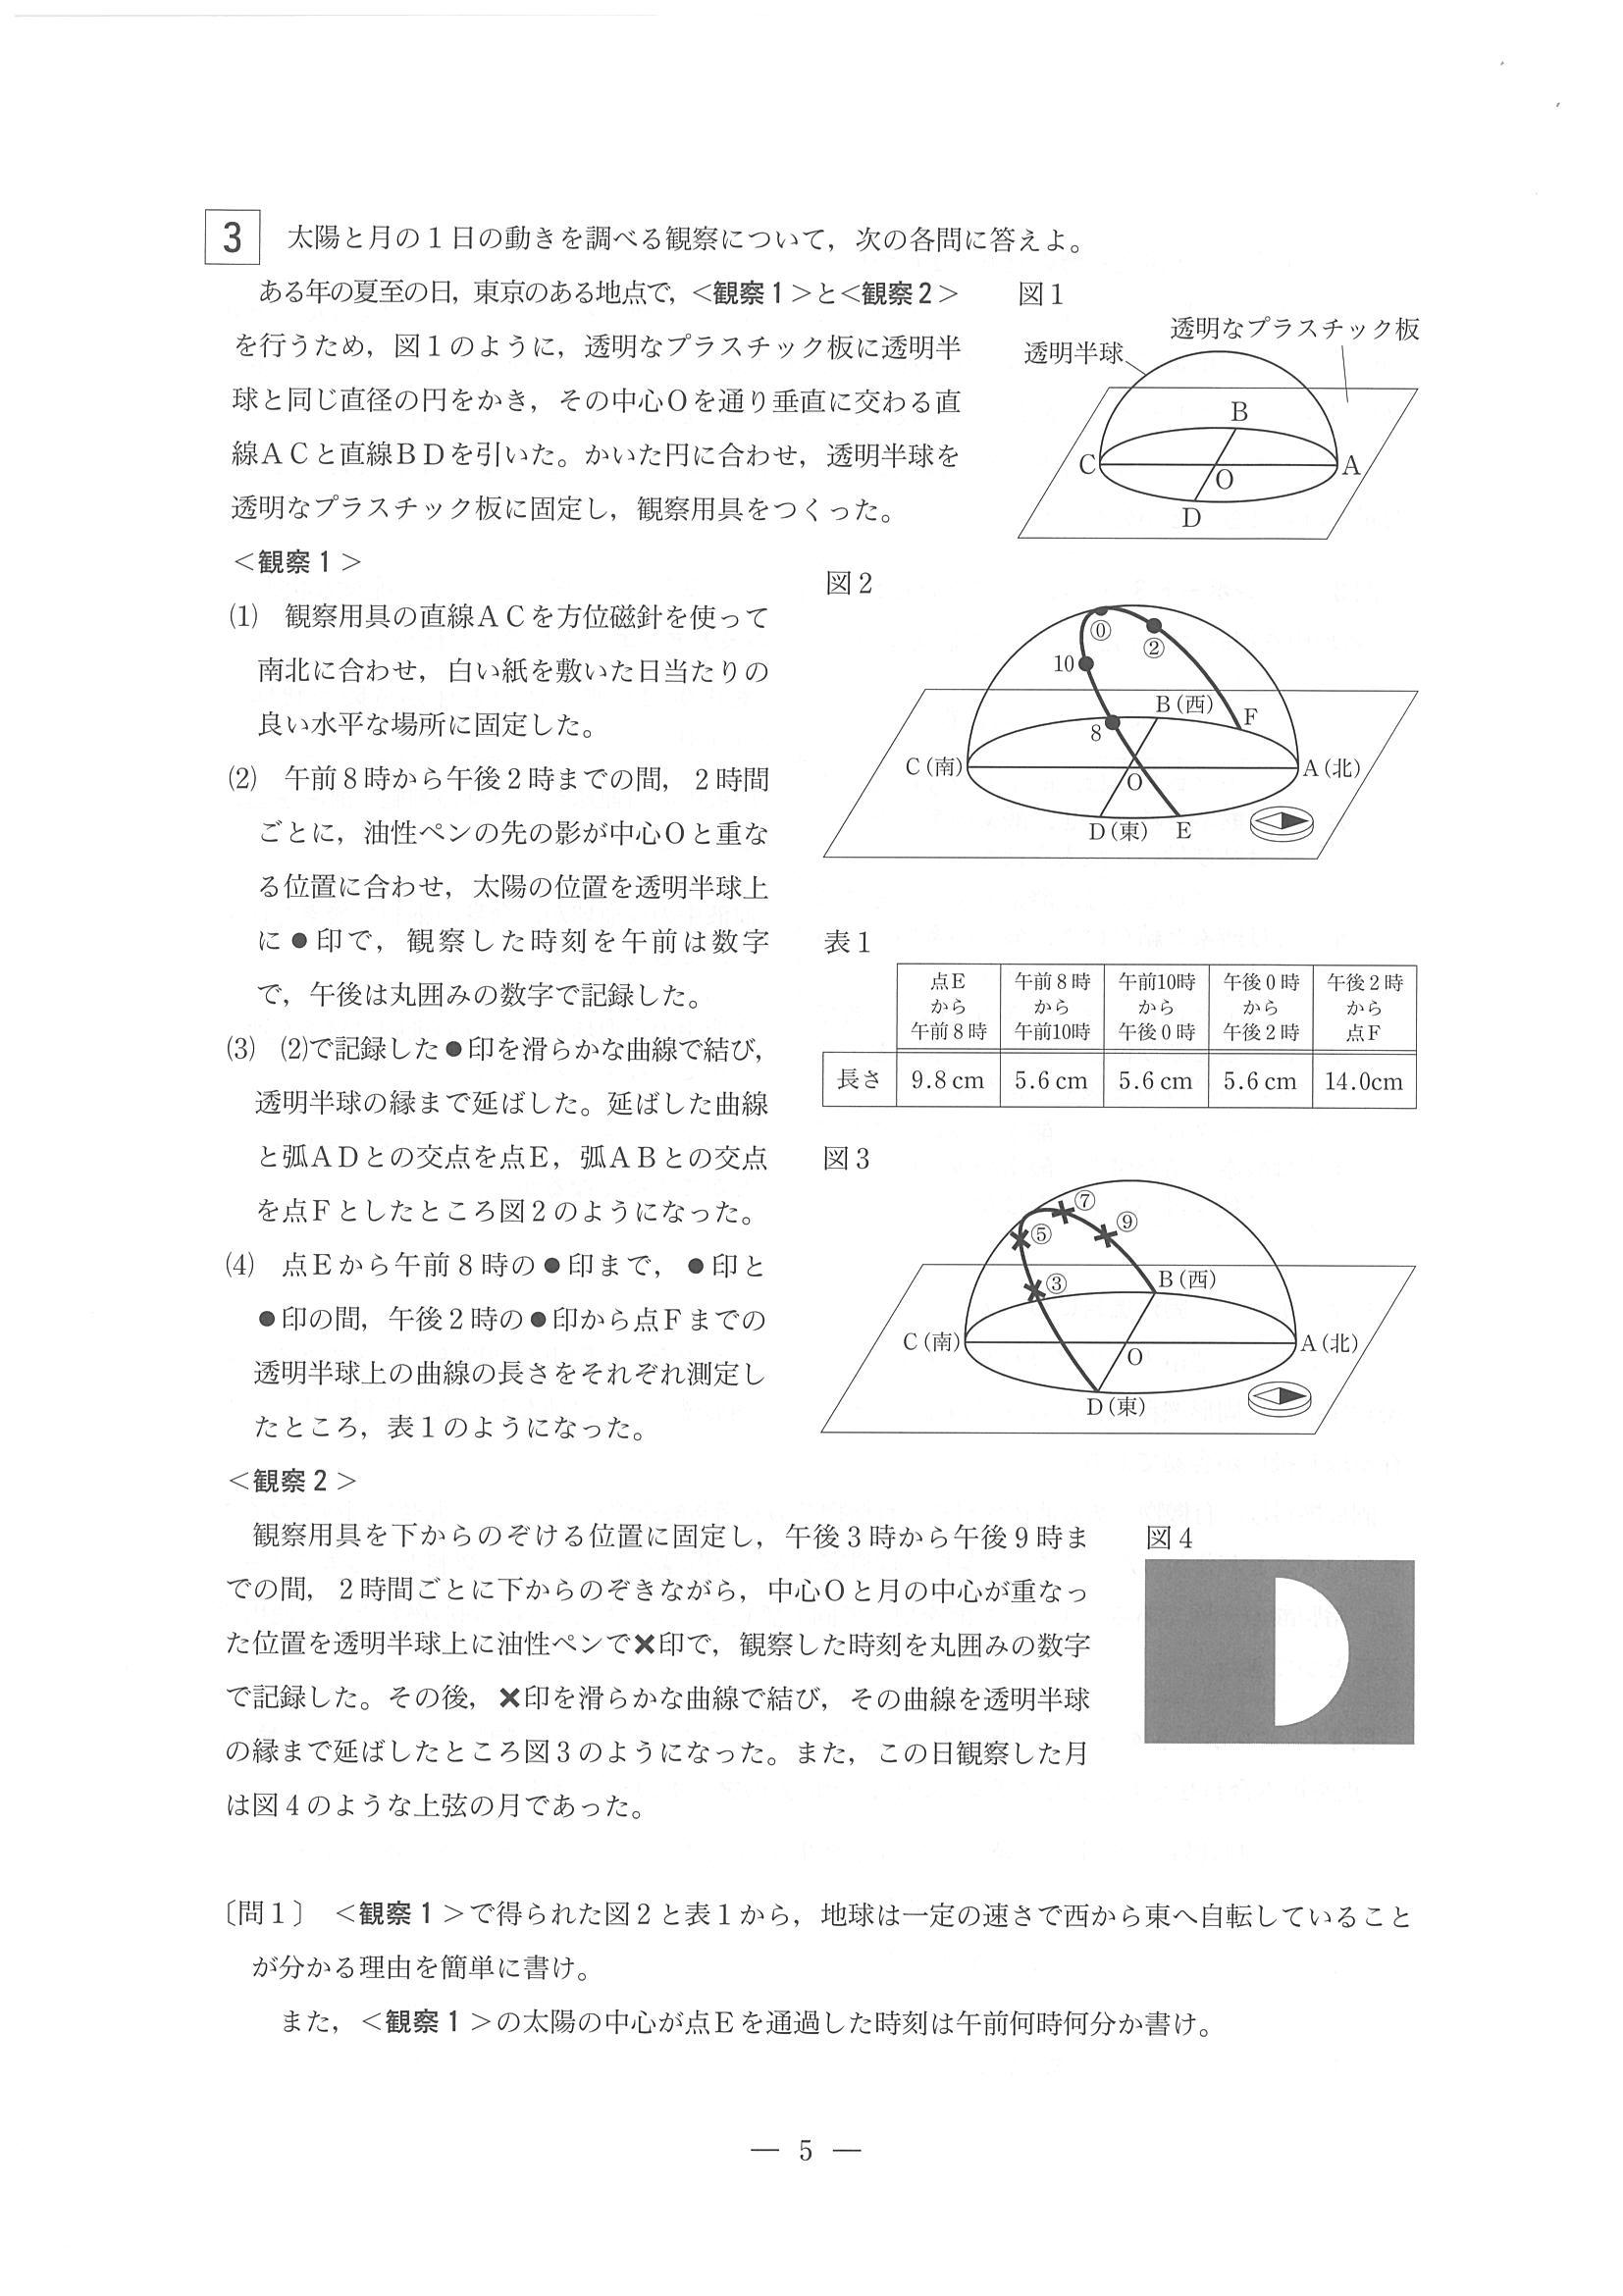 3 太陽と月の１日の動きを調べる観察について，次の各問に答えよ。
ある年の夏至の日，東京のある地点で，＜観察１＞と＜観察２＞
を行うため，図１のように，透明なプラスチック板に透明半
球と同じ直径の円をかき，その中心Ｏを通り垂直に交わる直
線ＡＣと直線ＢＤを引いた。かいた円に合わせ，透明半球を
透明なプラスチック板に固定し，観察用具をつくった。
図１
透明なプラスチック板
透明半球
B
C
A
O
D
＜観察１＞
⑴ 観察用具の直線ＡＣを方位磁針を使って
南北に合わせ，白い紙を敷いた日当たりの
良い水平な場所に固定した。
⑵ 午前８時から午後２時までの間，２時間
ごとに，油性ペンの先の影が中心Ｏと重な
る位置に合わせ，太陽の位置を透明半球上
に●印で，観察した時刻を午前は数字
で，午後は丸囲みの数字で記録した。
⑶ ⑵で記録した●印を滑らかな曲線で結び，
透明半球の縁まで延ばした。延ばした曲線
と弧ＡＤとの交点を点Ｅ，弧ＡＢとの交点
を点Ｆとしたところ図２のようになった。
⑷ 点Ｅから午前８時の●印まで，●印と
●印の間，午後２時の●印から点Ｆまでの
透明半球上の曲線の長さをそれぞれ測定し
たところ，表１のようになった。
図２
⓪
②
10
B（西）
F
8
C（南）
A（北）
O
D（東）
E
表１
点Ｅから午前８時 午前８時から午前10時 午前10時から午後０時 午後０時から午後２時 午後２時から点Ｆ
長さ 9.8 cm 5.6 cm 5.6 cm 5.6 cm 14.0cm
図３
⑦
⑨
⑤
③
B（西）
C（南）
A（北）
O
D（東）
＜観察２＞
観察用具を下からのぞける位置に固定し，午後３時から午後９時ま
での間，２時間ごとに下からのぞきながら，中心Ｏと月の中心が重なっ
た位置を透明半球上に油性ペンで✖印で，観察した時刻を丸囲みの数字
で記録した。その後，✖印を滑らかな曲線で結び，その曲線を透明半球
の縁まで延ばしたところ図３のようになった。また，この日観察した月
は図４のような上弦の月であった。
図４
〔問１〕 ＜観察１＞で得られた図２と表１から，地球は一定の速さで西から東へ自転していること
が分かる理由を簡単に書け。
また，＜観察１＞の太陽の中心が点Ｅを通過した時刻は午前何時何分か書け。
― 5 ―